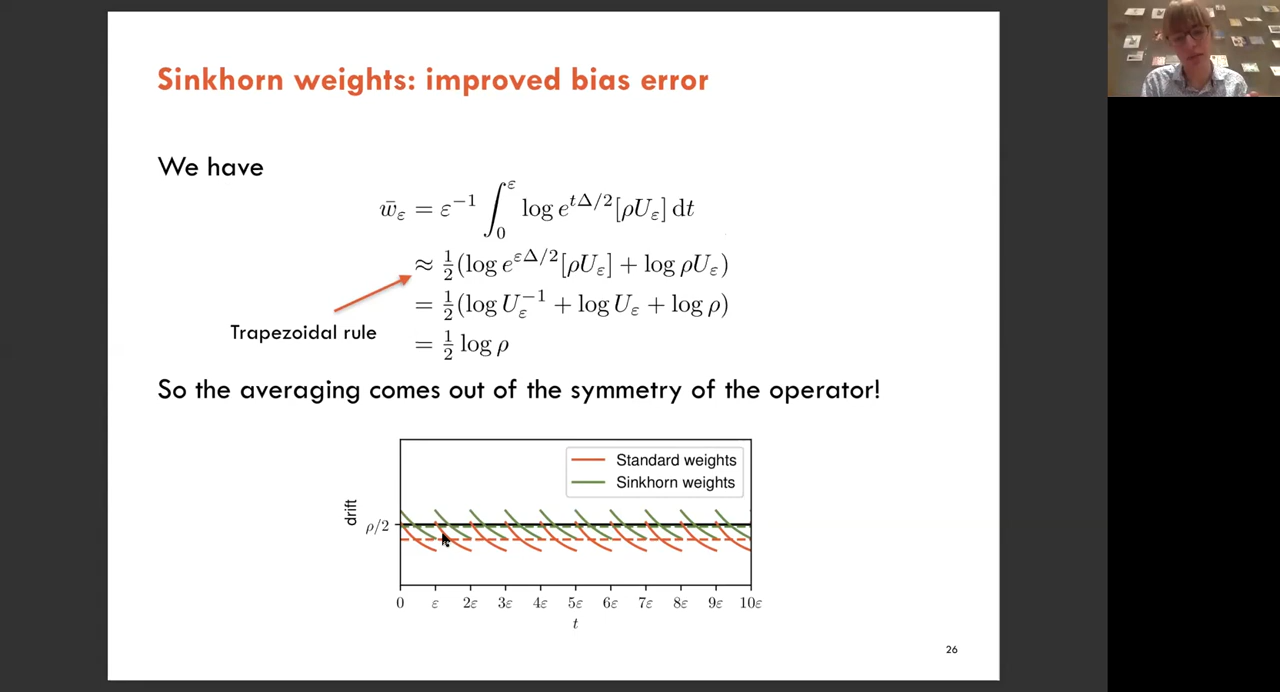 Sinkhorn weights: improved bias error
We have
w̄_ε = ε^{-1} ∫_0^ε log e^{tΔ/2}[ρU_ε] dt
≈ ½(log e^{εΔ/2}[ρU_ε] + log ρU_ε)
= ½(log U_ε^{-1} + log U_ε + log ρ)
Trapezoidal rule
= ½ log ρ
So the averaging comes out of the symmetry of the operator!
Standard weights
Sinkhorn weights
drift
ρ/2
0 ε 2ε 3ε 4ε 5ε 6ε 7ε 8ε 9ε 10ε
t
26